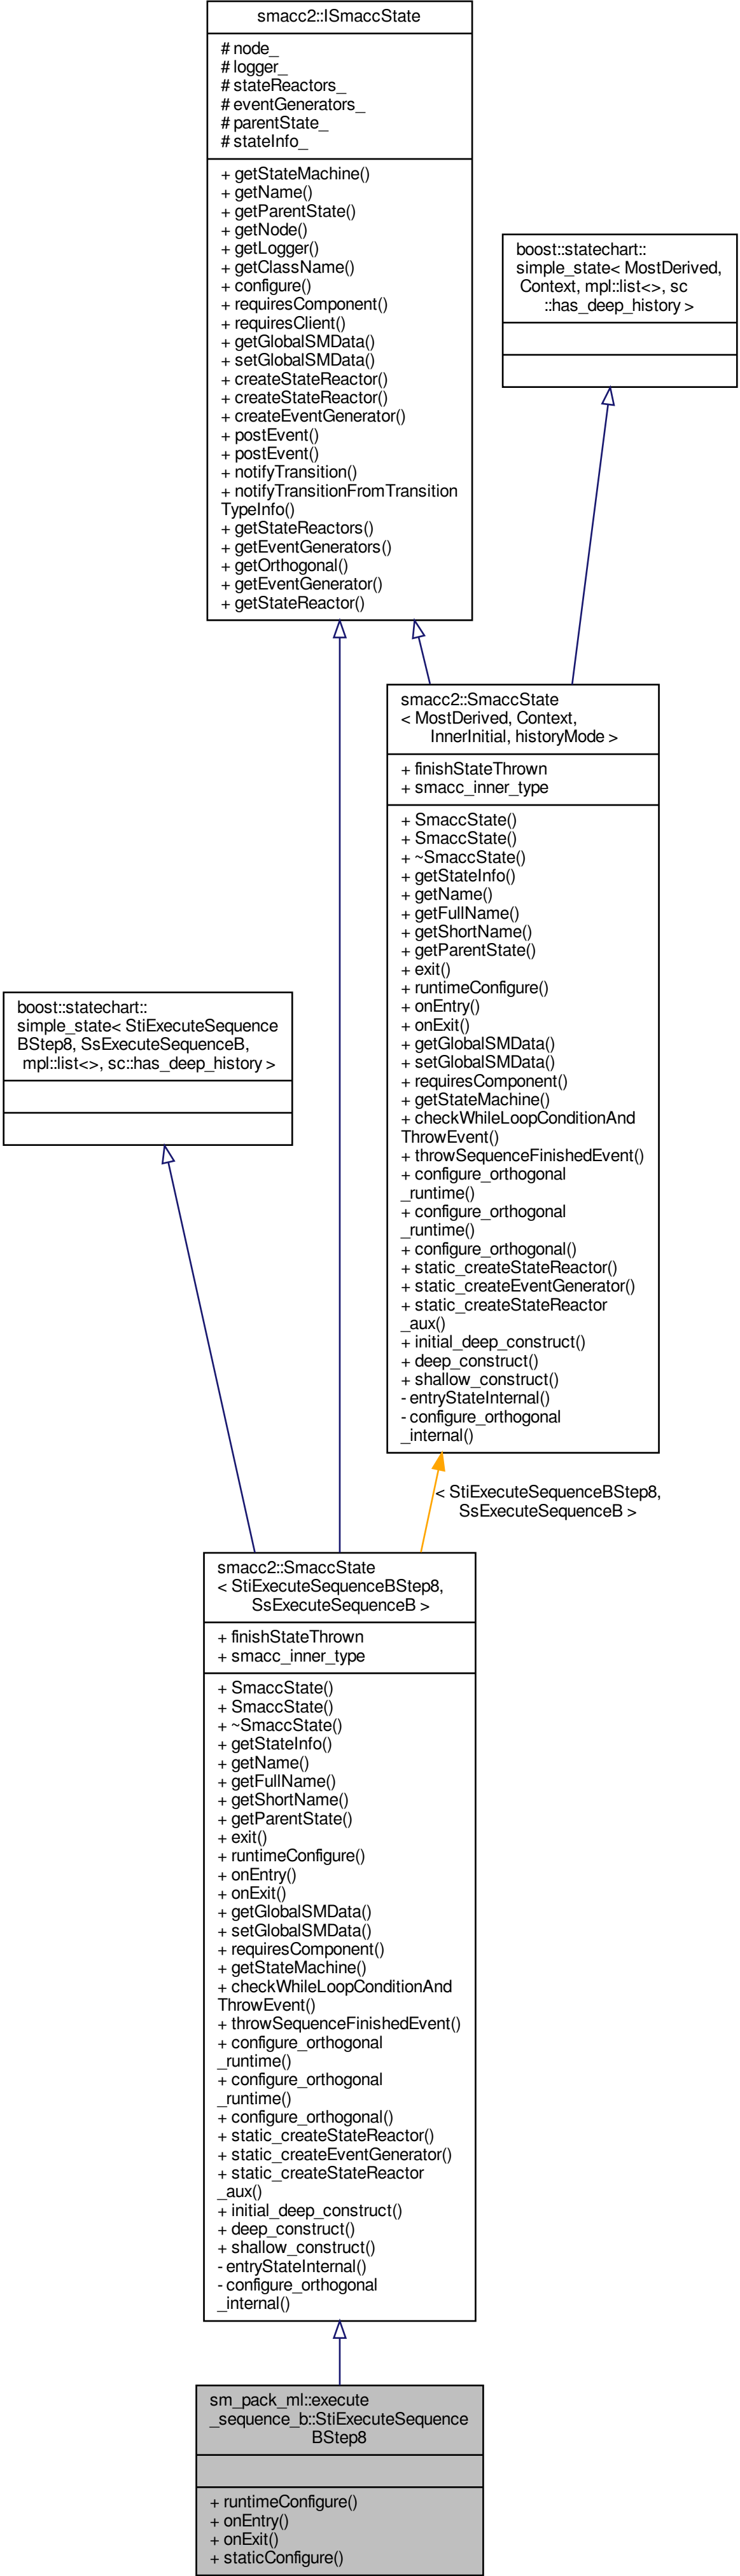 smacc2::ISmaccState
# node_
# logger_
# stateReactors_
# eventGenerators_
# parentState_
# stateInfo_
+ getStateMachine()
+ getName()
+ getParentState()
+ getNode()
+ getLogger()
+ getClassName()
+ configure()
+ requiresComponent()
+ requiresClient()
+ getGlobalSMData()
+ setGlobalSMData()
+ createStateReactor()
+ createStateReactor()
+ createEventGenerator()
+ postEvent()
+ postEvent()
+ notifyTransition()
+ notifyTransitionFromTransition
TypeInfo()
+ getStateReactors()
+ getEventGenerators()
+ getOrthogonal()
+ getEventGenerator()
+ getStateReactor()
boost::statechart::
simple_state< MostDerived,
Context, mpl::list<>, sc
::has_deep_history >
smacc2::SmaccState
< MostDerived, Context,
InnerInitial, historyMode >
+ finishStateThrown
+ smacc_inner_type
+ SmaccState()
+ SmaccState()
+ ~SmaccState()
+ getStateInfo()
+ getName()
+ getFullName()
+ getShortName()
+ getParentState()
+ exit()
+ runtimeConfigure()
+ onEntry()
+ onExit()
+ getGlobalSMData()
+ setGlobalSMData()
+ requiresComponent()
+ getStateMachine()
+ checkWhileLoopConditionAnd
ThrowEvent()
+ throwSequenceFinishedEvent()
+ configure_orthogonal
_runtime()
+ configure_orthogonal
_runtime()
+ configure_orthogonal()
+ static_createStateReactor()
+ static_createEventGenerator()
+ static_createStateReactor
_aux()
+ initial_deep_construct()
+ deep_construct()
+ shallow_construct()
- entryStateInternal()
- configure_orthogonal
_internal()
boost::statechart::
simple_state< StiExecuteSequence
BStep8, SsExecuteSequenceB,
mpl::list<>, sc::has_deep_history >
< StiExecuteSequenceBStep8,
SsExecuteSequenceB >
smacc2::SmaccState
< StiExecuteSequenceBStep8,
SsExecuteSequenceB >
+ finishStateThrown
+ smacc_inner_type
+ SmaccState()
+ SmaccState()
+ ~SmaccState()
+ getStateInfo()
+ getName()
+ getFullName()
+ getShortName()
+ getParentState()
+ exit()
+ runtimeConfigure()
+ onEntry()
+ onExit()
+ getGlobalSMData()
+ setGlobalSMData()
+ requiresComponent()
+ getStateMachine()
+ checkWhileLoopConditionAnd
ThrowEvent()
+ throwSequenceFinishedEvent()
+ configure_orthogonal
_runtime()
+ configure_orthogonal
_runtime()
+ configure_orthogonal()
+ static_createStateReactor()
+ static_createEventGenerator()
+ static_createStateReactor
_aux()
+ initial_deep_construct()
+ deep_construct()
+ shallow_construct()
- entryStateInternal()
- configure_orthogonal
_internal()
sm_pack_ml::execute
_sequence_b::StiExecuteSequence
BStep8
+ runtimeConfigure()
+ onEntry()
+ onExit()
+ staticConfigure()